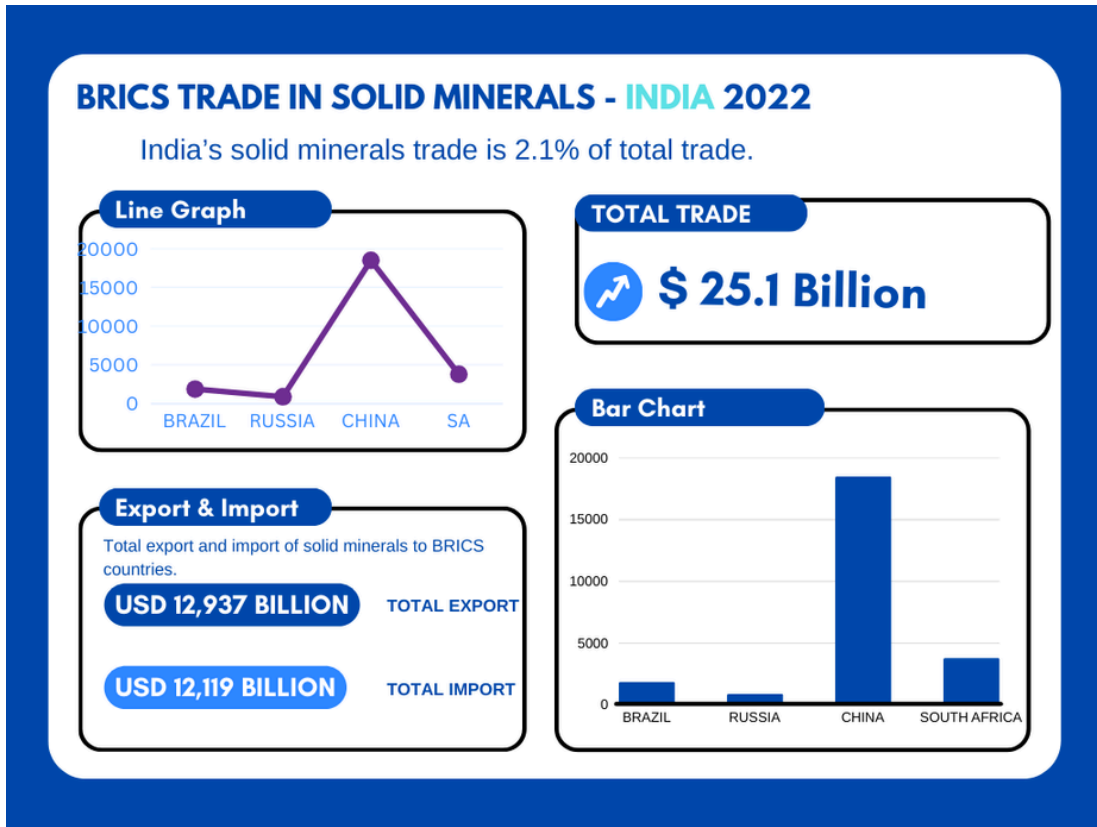 BRICS TRADE IN SOLID MINERALS - INDIA 2022
India's solid minerals trade is 2.1% of total trade.
Line Graph
20000
15000
10000
5000
0
BRAZIL RUSSIA CHINA SA
TOTAL TRADE
$ 25.1 Billion
Export & Import
Total export and import of solid minerals to BRICS
countries.
USD 12,937 BILLION TOTAL EXPORT
USD 12,119 BILLION TOTAL IMPORT
Bar Chart
20000
15000
10000
5000
0
BRAZIL RUSSIA CHINA SOUTH AFRICA